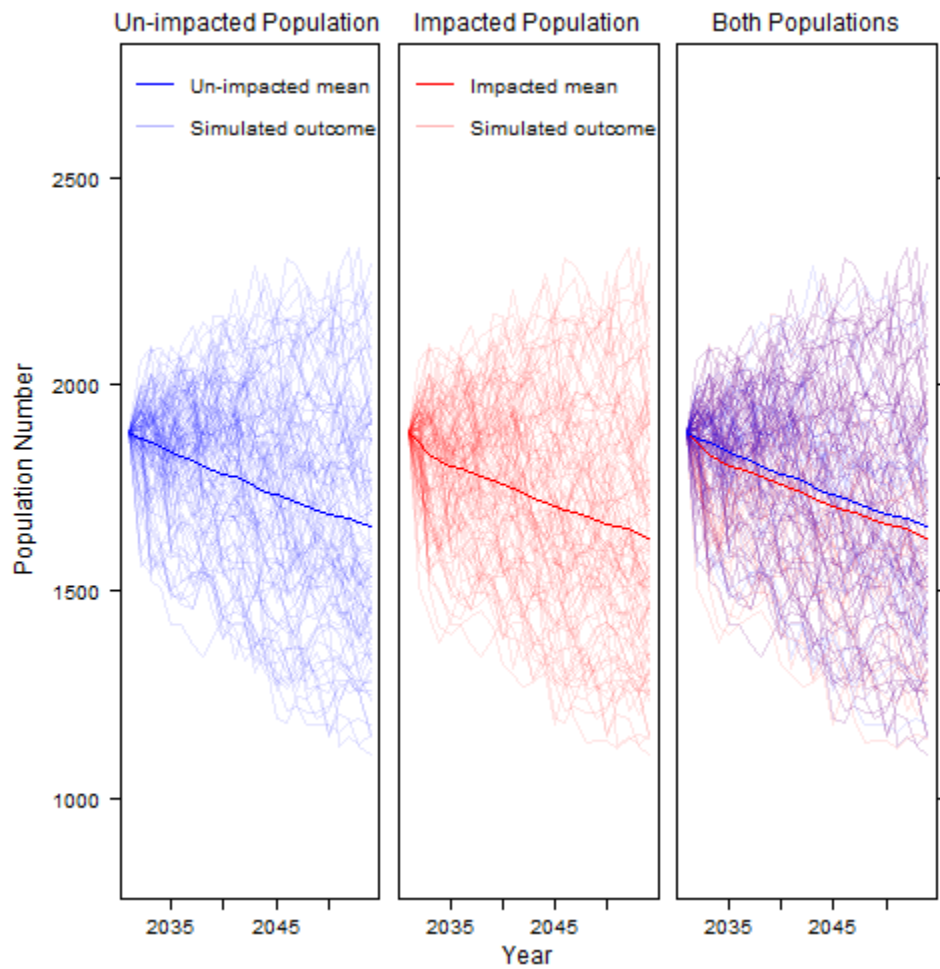 Un-impacted Population
Impacted Population
Both Populations
Un-impacted mean
Simulated outcome
Impacted mean
Simulated outcome
Population Number
2500
2000
1500
1000
2035
2045
2035
2045
2035
2045
Year